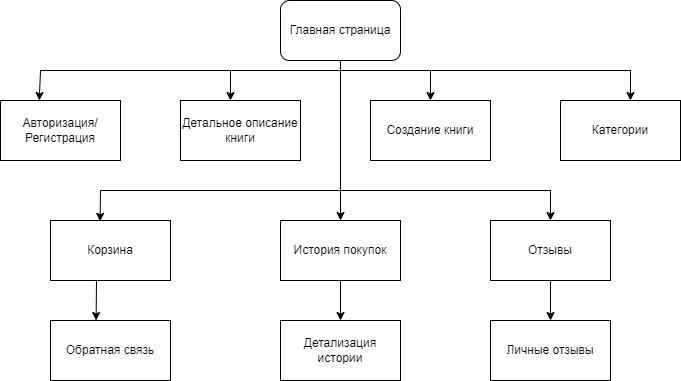 Главная страница
Авторизация/
Регистрация
Детальное описание
книги
Создание книги
Категории
Корзина
История покупок
Отзывы
Обратная связь
Детализация
истории
Личные отзывы